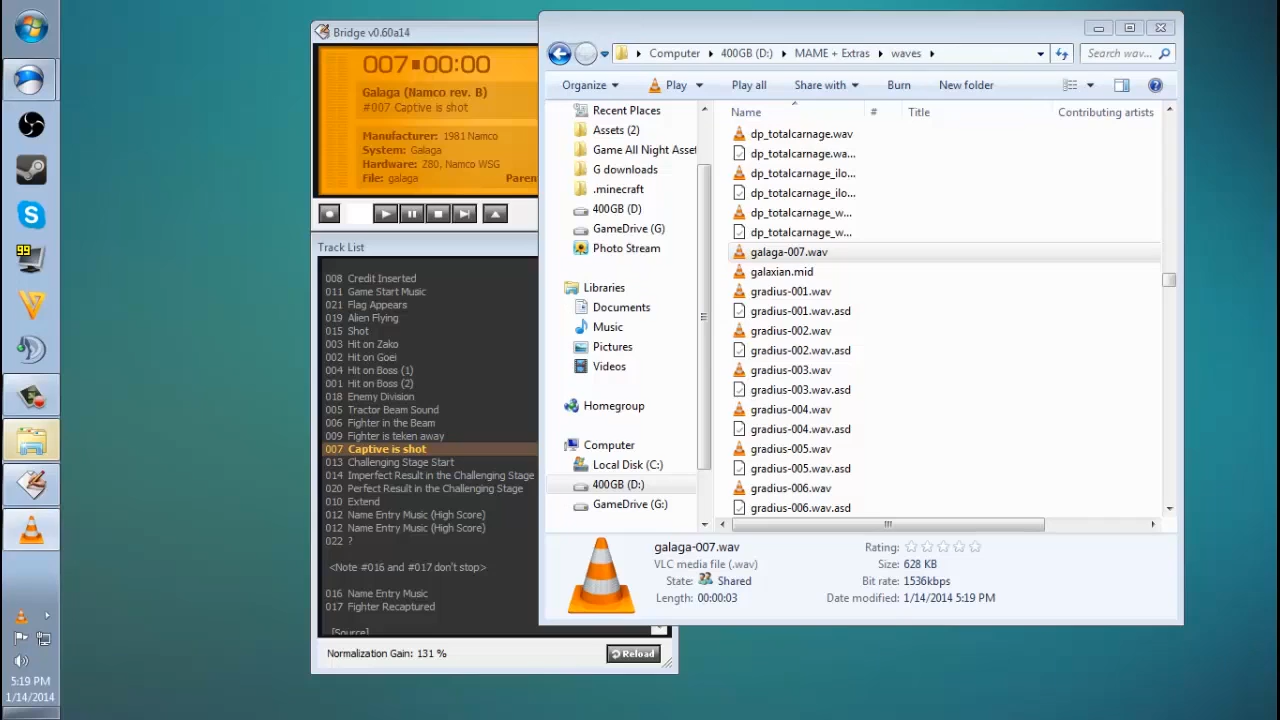 Bridge v0.60a14
007 00:00
Galaga (Namco rev. B)
#007 Captive is shot
Manufacturer: 1981 Namco
System: Galaga
Hardware: Z80, Namco WSG
File: galaga
Paren
Track List
008 Credit Inserted
011 Game Start Music
021 Flag Appears
019 Alien Flying
015 Shot
003 Hit on Zako
002 Hit on Goei
004 Hit on Boss (1)
001 Hit on Boss (2)
018 Enemy Division
005 Tractor Beam Sound
006 Fighter in the Beam
009 Fighter is teken away
007 Captive is shot
013 Challenging Stage Start
014 Imperfect Result in the Challenging Stage
020 Perfect Result in the Challenging Stage
010 Extend
012 Name Entry Music (High Score)
012 Name Entry Music (High Score)
022 ?
<Note #016 and #017 don't stop>
016 Name Entry Music
017 Fighter Recaptured
[Source]
Normalization Gain: 131 %
Reload
Computer
400GB (D:)
MAME + Extras
waves
Search wav...
Organize
Play
Play all
Share with
Burn
New folder
Recent Places
Assets (2)
Game All Night Asset
G downloads
.minecraft
400GB (D)
GameDrive (G)
Photo Stream
Libraries
Documents
Music
Pictures
Videos
Homegroup
Computer
Local Disk (C:)
400GB (D:)
GameDrive (G:)
Name
#
Title
Contributing artists
dp_totalcarnage.wav
dp_totalcarnage.wa...
dp_totalcarnage_ilo...
dp_totalcarnage_ilo...
dp_totalcarnage_w...
dp_totalcarnage_w...
galaga-007.wav
galaxian.mid
gradius-001.wav
gradius-001.wav.asd
gradius-002.wav
gradius-002.wav.asd
gradius-003.wav
gradius-003.wav.asd
gradius-004.wav
gradius-004.wav.asd
gradius-005.wav
gradius-005.wav.asd
gradius-006.wav
gradius-006.wav.asd
galaga-007.wav
VLC media file (.wav)
State: Shared
Length: 00:00:03
Rating:
Size: 628 KB
Bit rate: 1536kbps
Date modified: 1/14/2014 5:19 PM
99
5:19 PM
1/14/2014